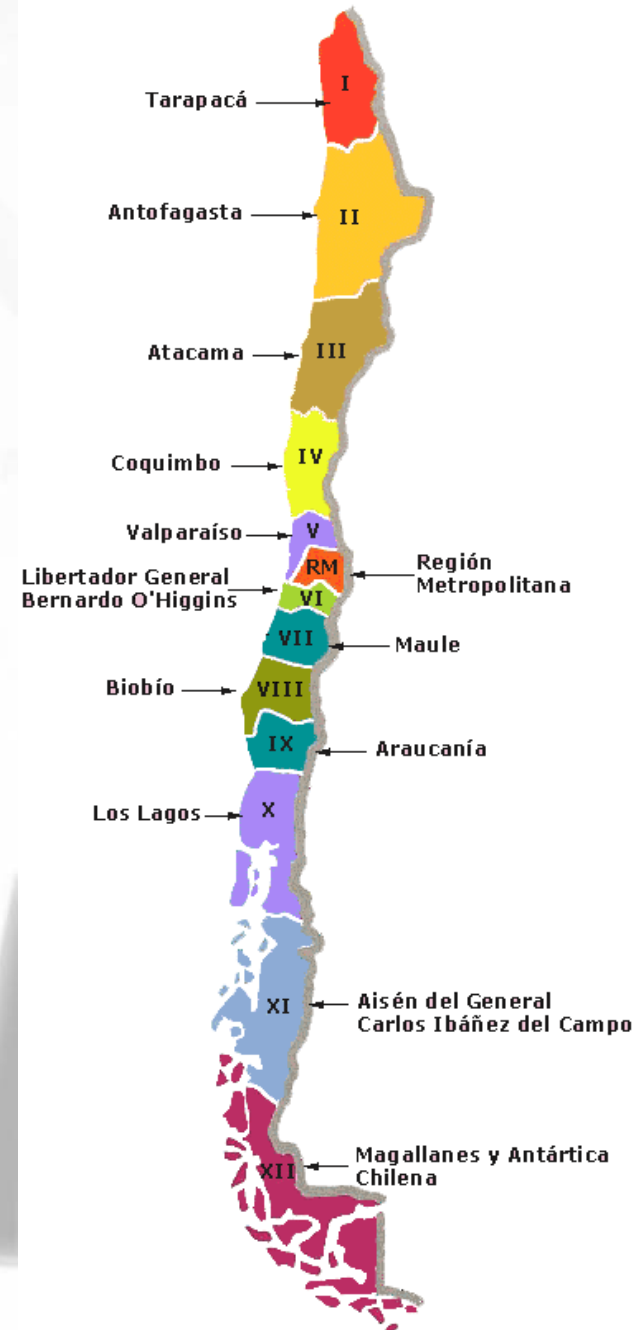 I
Tarapacá
Antofagasta
II
Atacama
III
Coquimbo
IV
Valparaíso
V
RM
Región
Metropolitana
Libertador General
Bernardo O'Higgins
VI
VII
Maule
Biobío
VIII
IX
Araucanía
Los Lagos
X
XI
Aisén del General
Carlos Ibáñez del Campo
XII
Magallanes y Antártica
Chilena